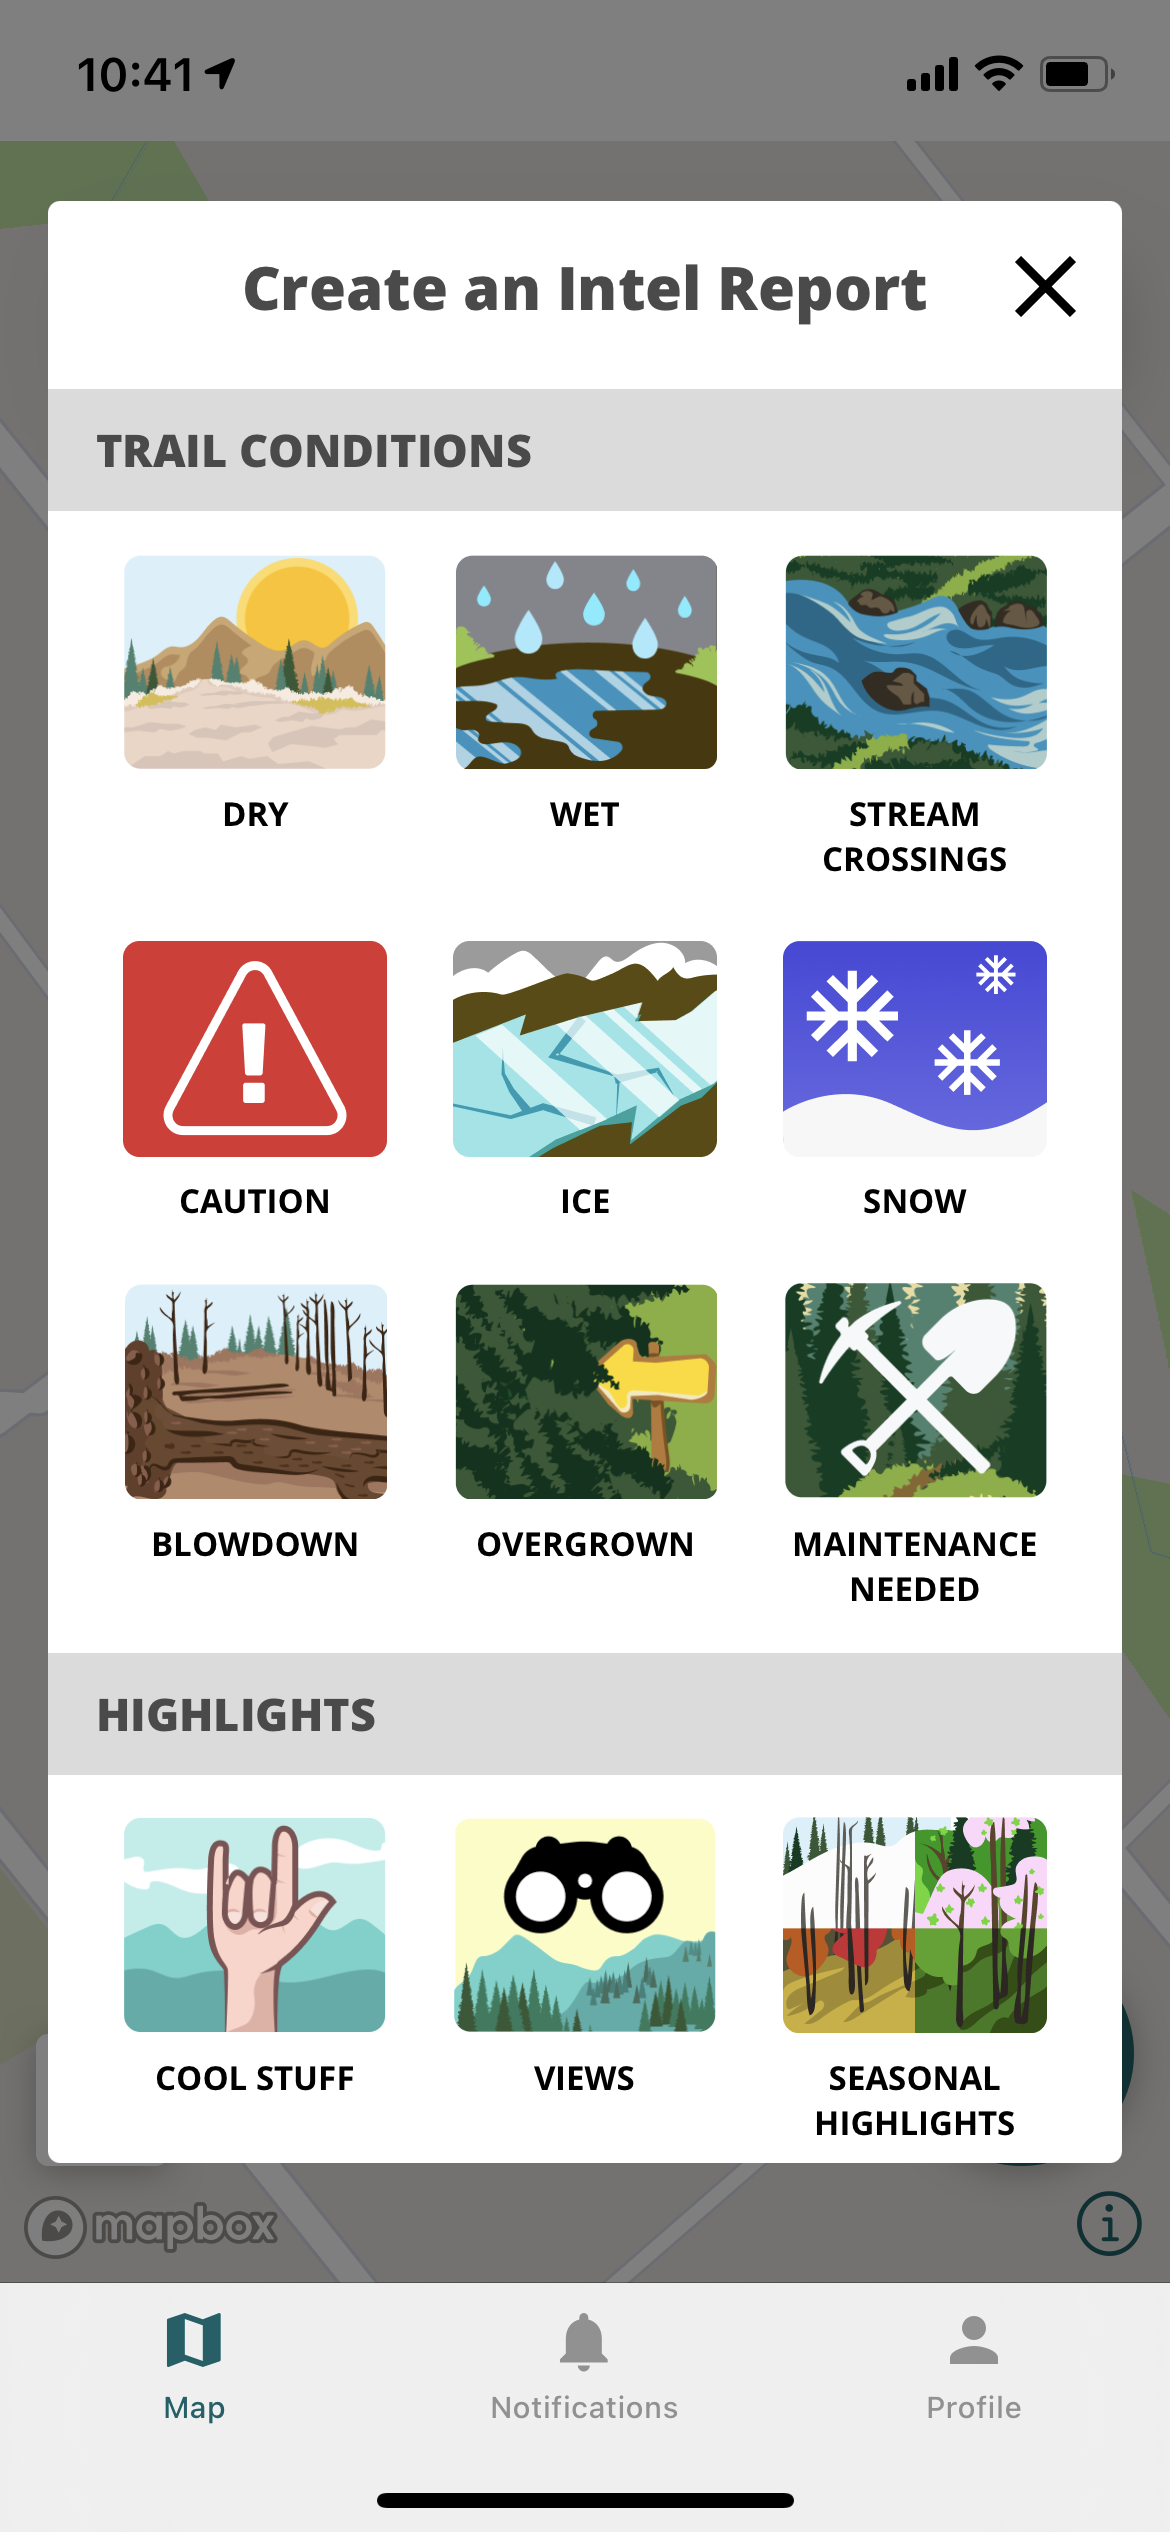 10:41
Create an Intel Report
TRAIL CONDITIONS
DRY
WET
STREAM
CROSSINGS
CAUTION
ICE
SNOW
BLOWDOWN
OVERGROWN
MAINTENANCE
NEEDED
HIGHLIGHTS
COOL STUFF
VIEWS
SEASONAL
HIGHLIGHTS
mapbox
Map
Notifications
Profile